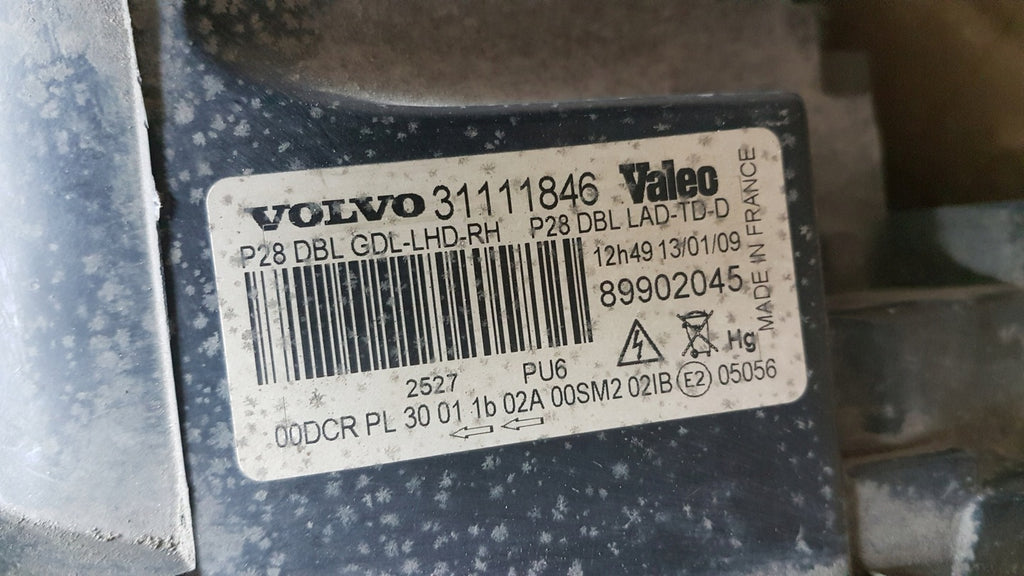 VOLVO 31111846 Valeo
P28 DBL GDL-LHD-RH P28 DBL LAD-TD-D
12h49 13/01/09
89902045
MADE IN FRANCE
Hg
2527 PU6
00DCR PL 30 01 1b 02A 00SM2 02IB E2 05056